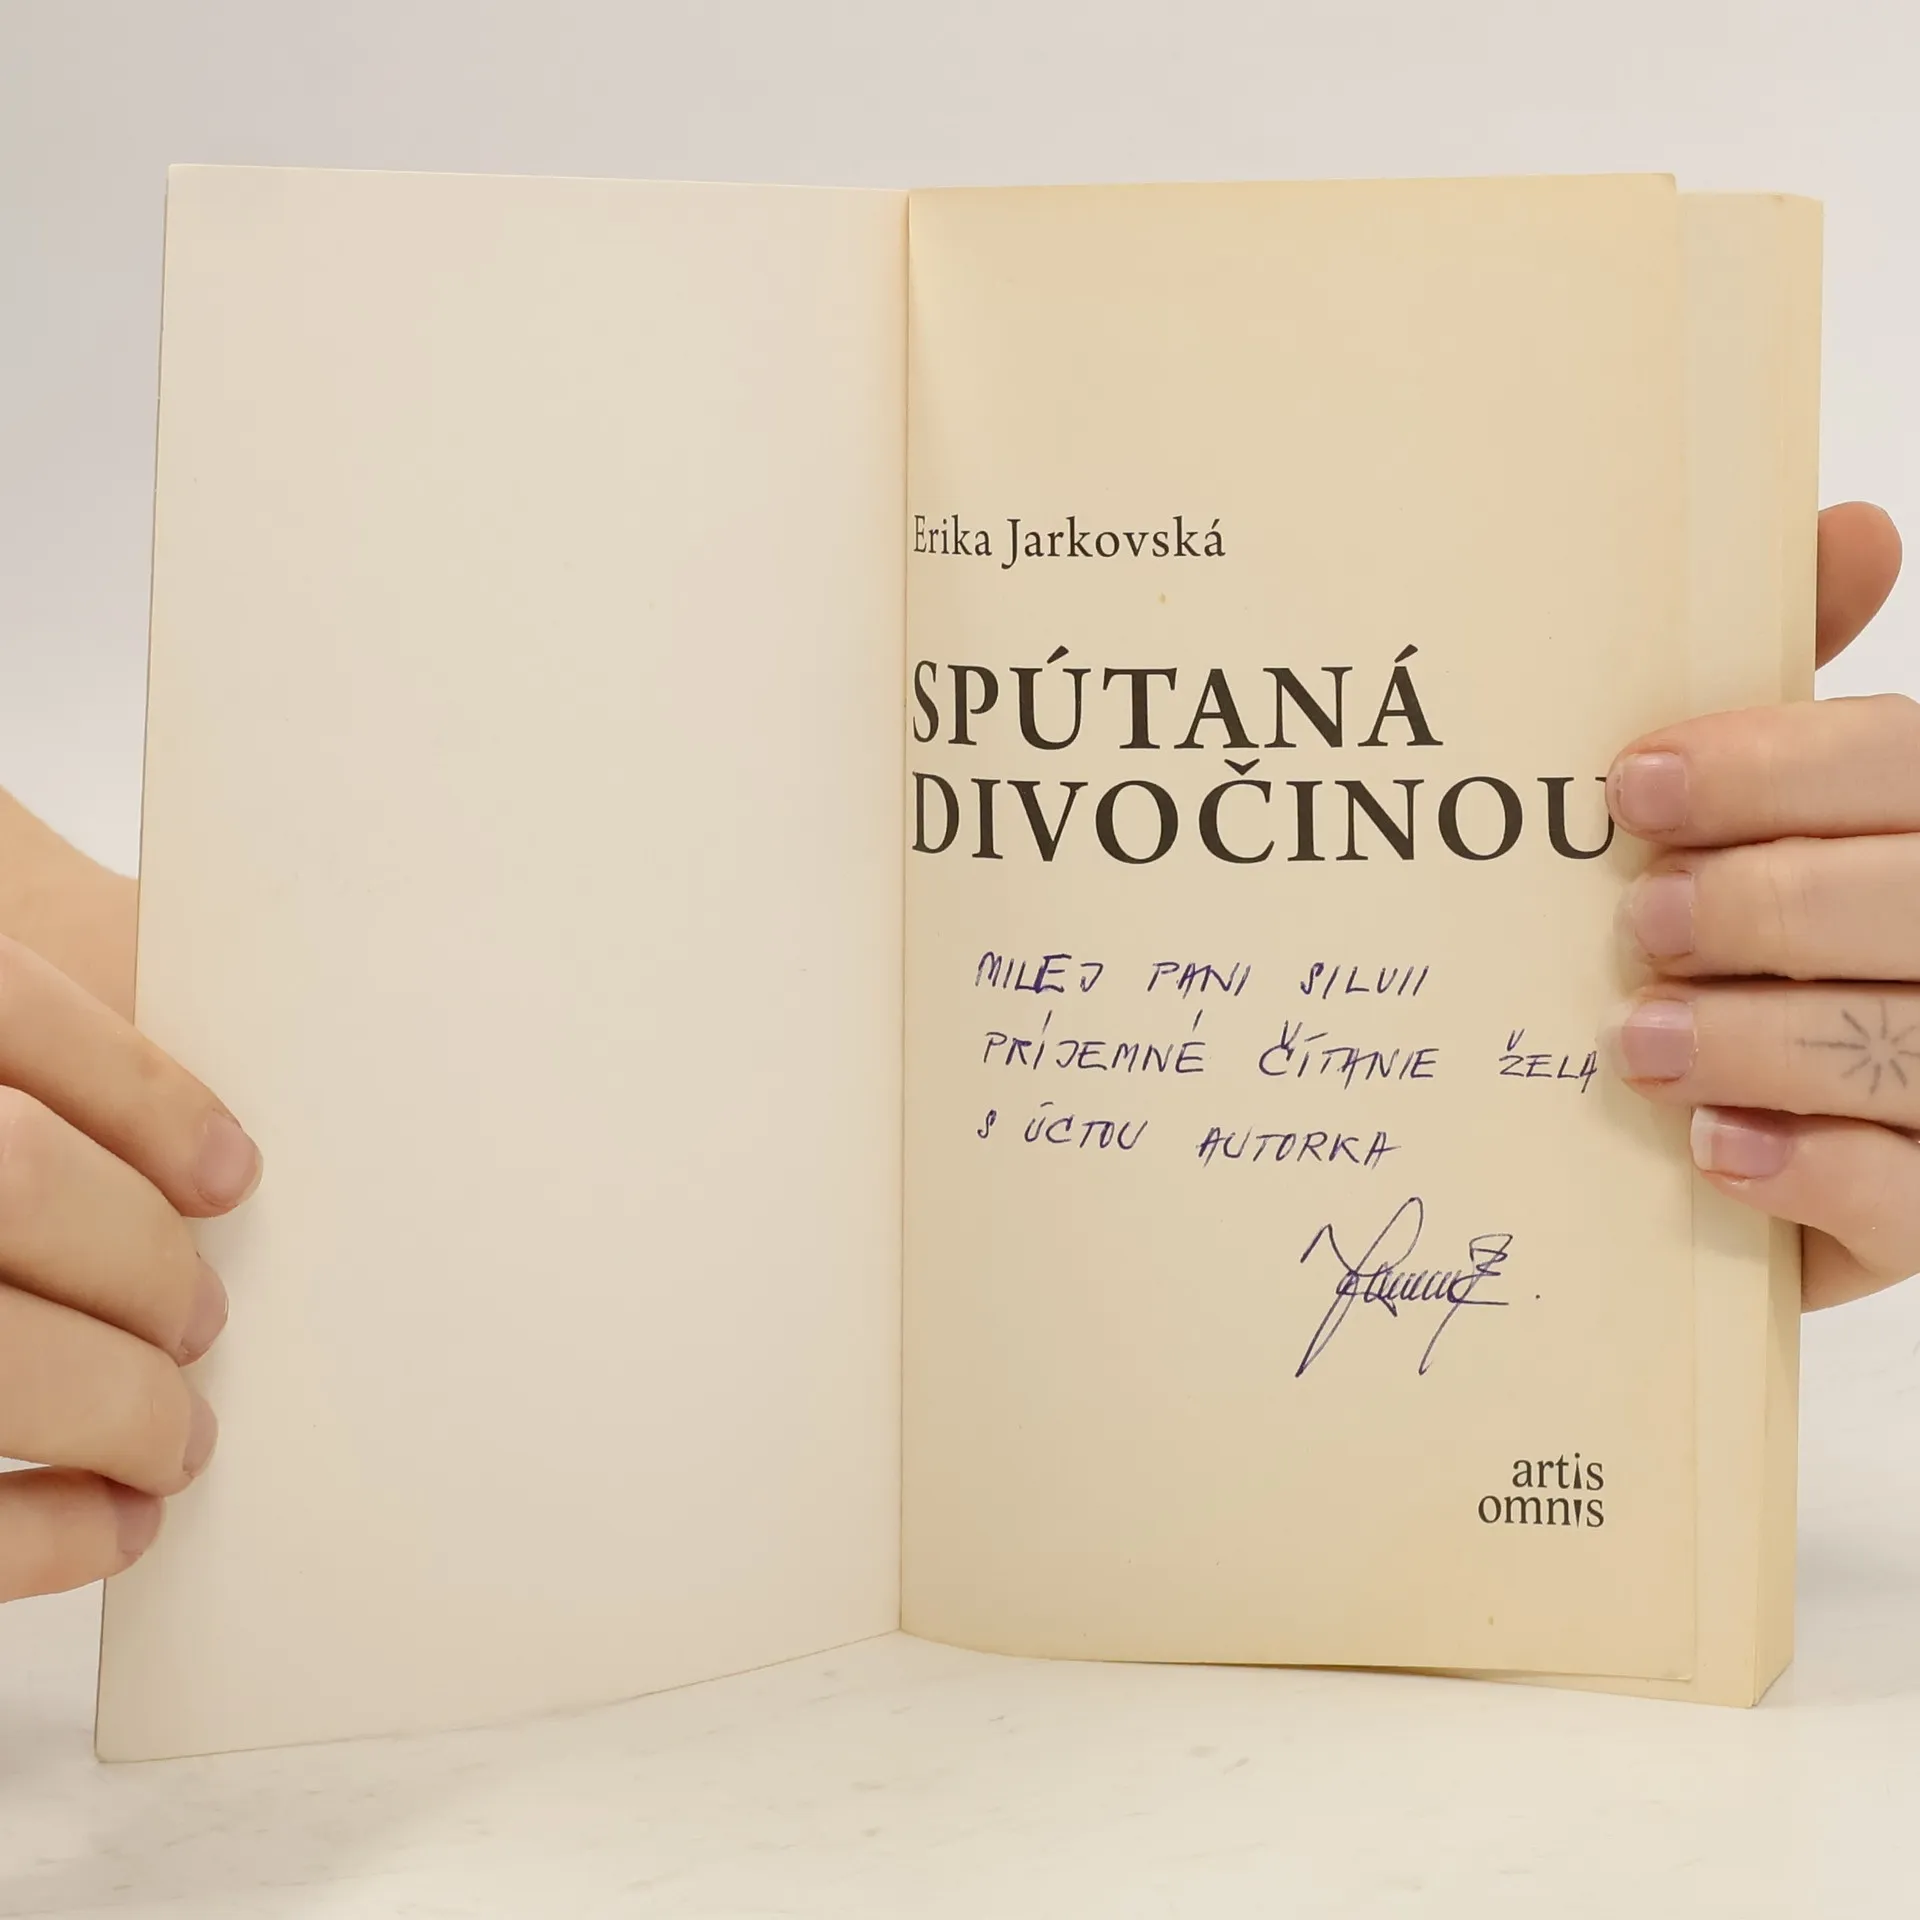 Erika Jarkovská
SPÚTANÁ
DIVOČINOU
MILEJ PANI SILVII
PRÍJEMNÉ ČÍTANIE ŽELÁ
S ÚCTOU AUTORKA
artis
omnis